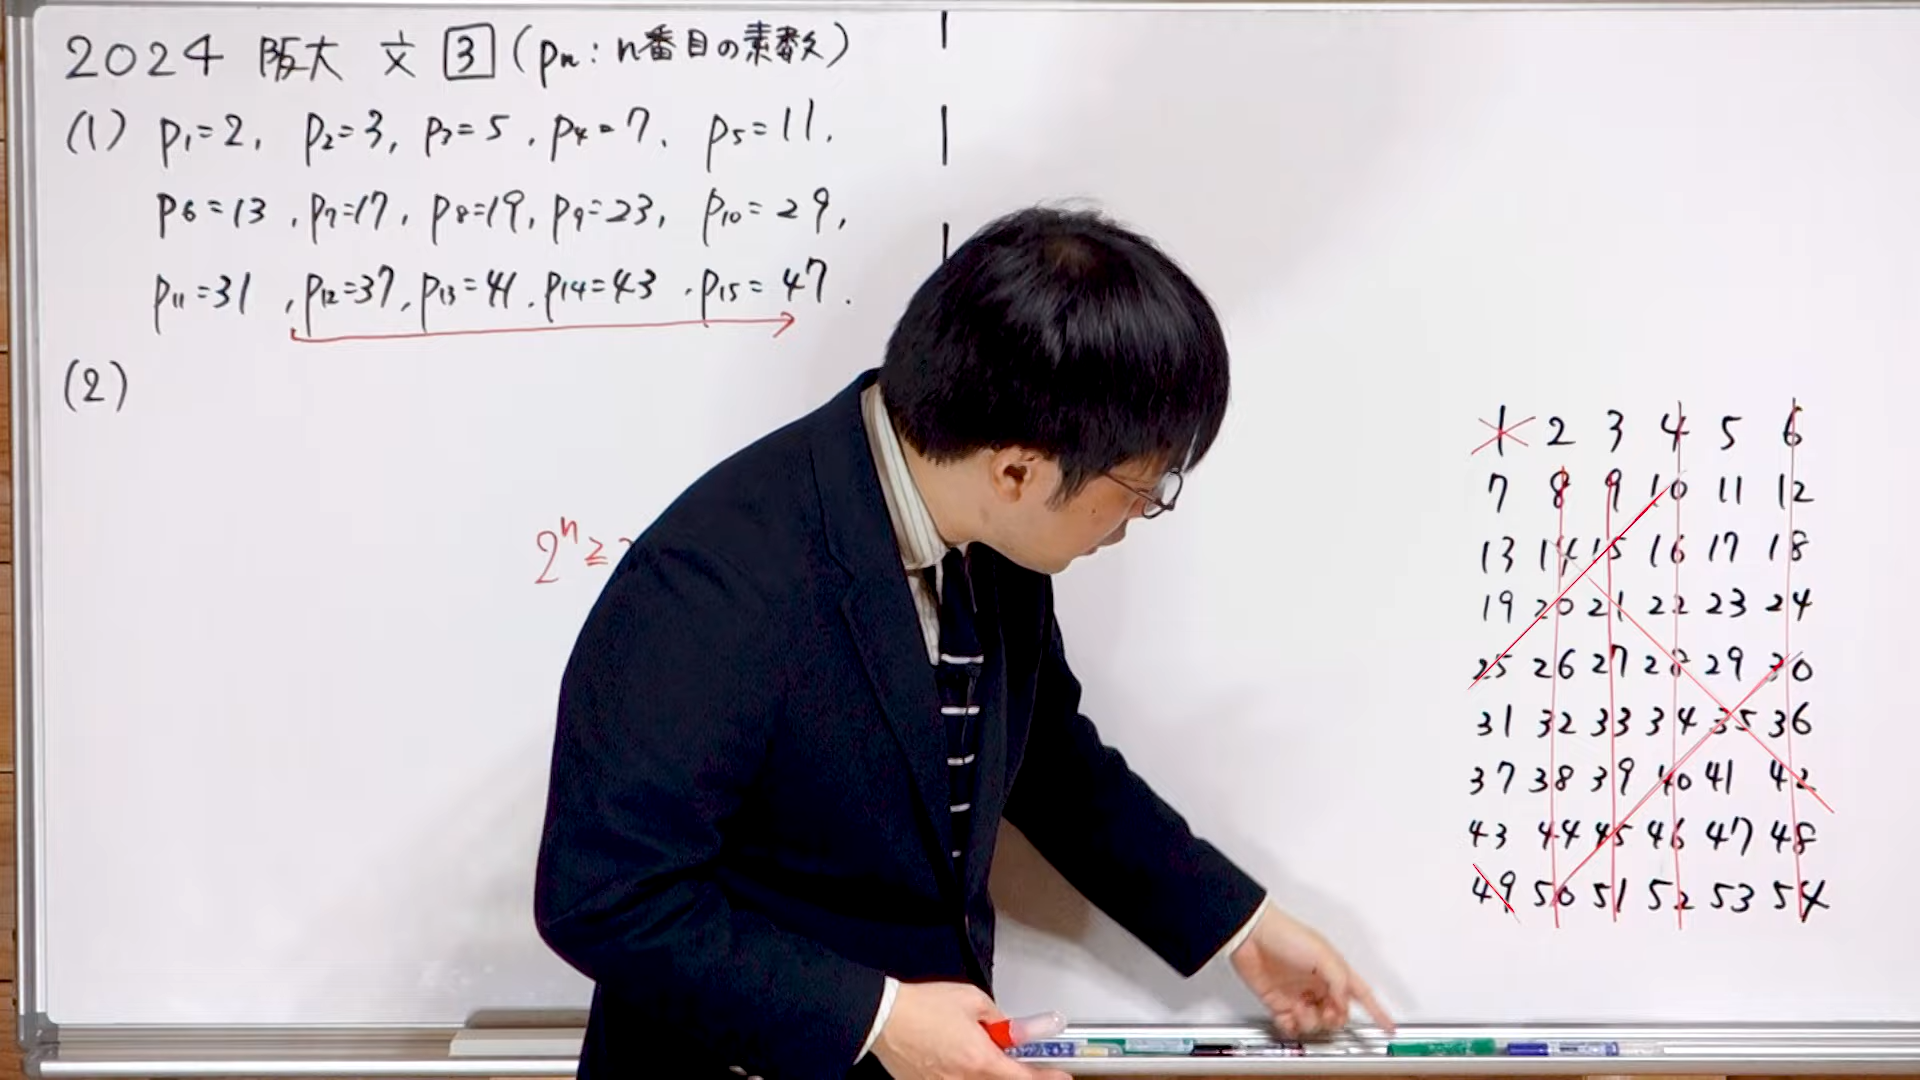 2024 阪大 文 3 (pn : n番目の素数)
(1) p1=2, p2=3, p3=5, p4=7, p5=11,
p6=13, p7=17, p8=19, p9=23, p10=29,
p11=31, p12=37, p13=41, p14=43, p15=47.
(2)
2^n ≧
1 2 3 4 5 6
7 8 9 10 11 12
13 14 15 16 17 18
19 20 21 22 23 24
25 26 27 28 29 30
31 32 33 34 35 36
37 38 39 40 41 42
43 44 45 46 47 48
49 50 51 52 53 54